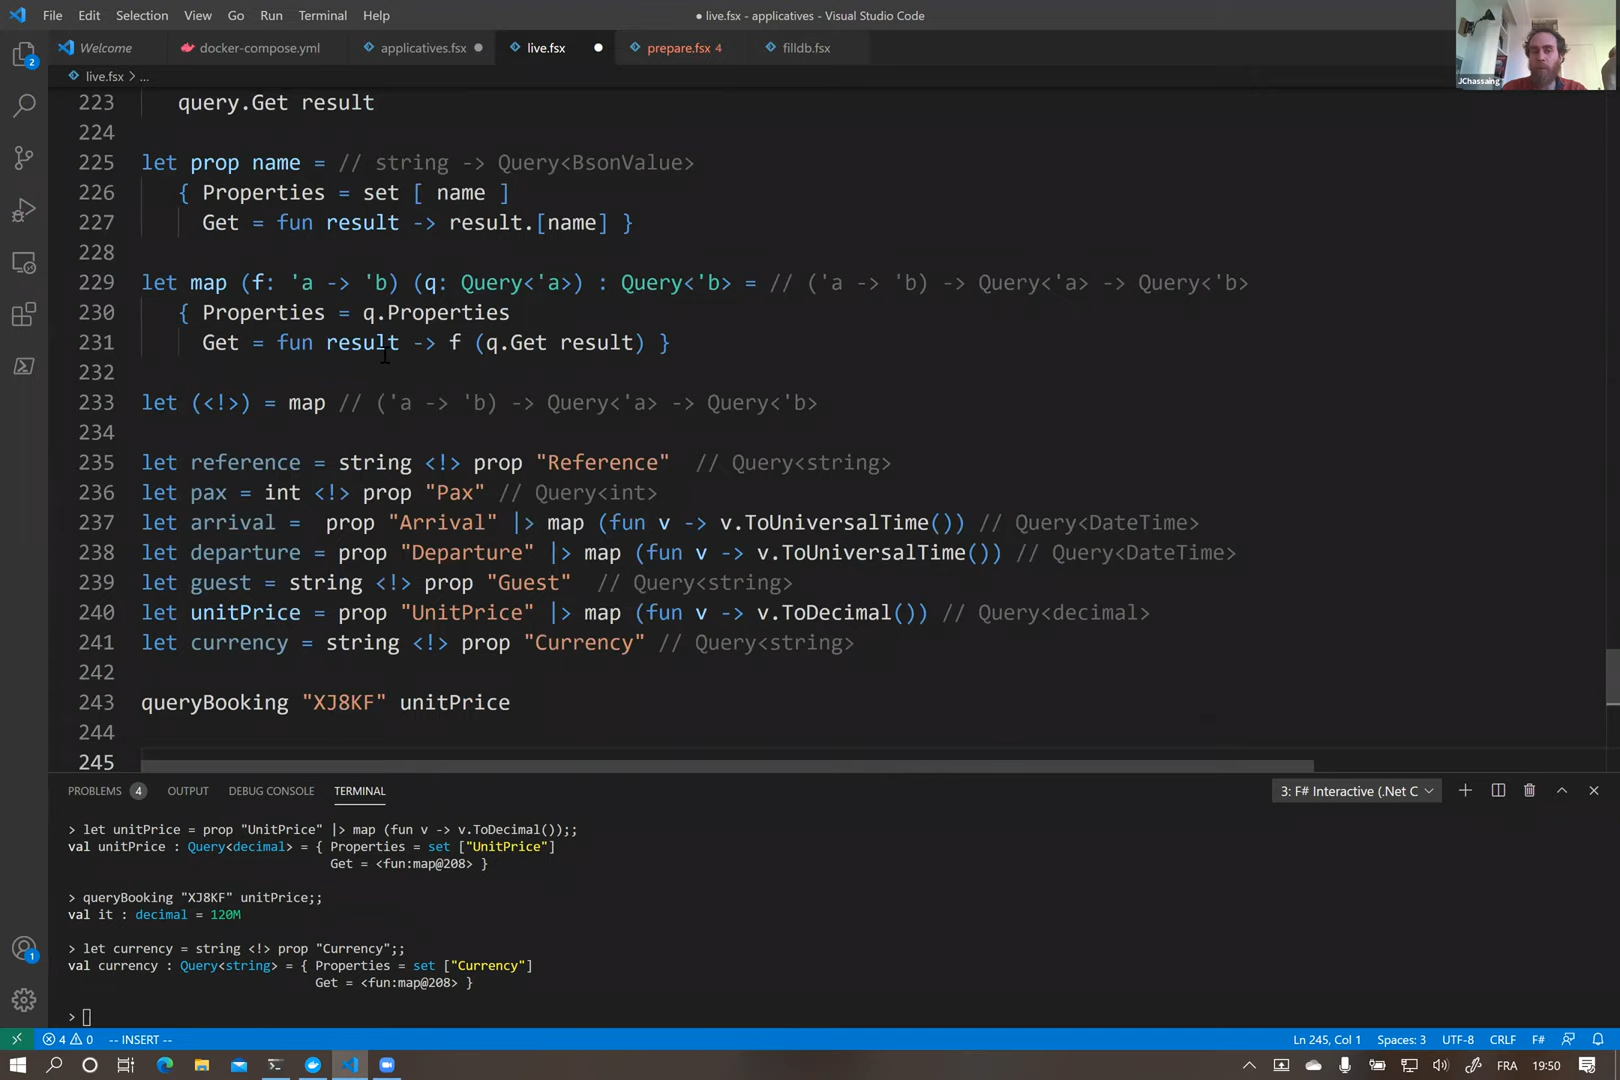 File Edit Selection View Go Run Terminal Help
● live.fsx - applicatives - Visual Studio Code
JChassaing
Welcome docker-compose.yml applicatives.fsx live.fsx prepare.fsx 4 filldb.fsx
live.fsx > ...
223 query.Get result
224
225 let prop name = // string -> Query<BsonValue>
226 { Properties = set [ name ]
227 Get = fun result -> result.[name] }
228
229 let map (f: 'a -> 'b) (q: Query<'a>) : Query<'b> = // ('a -> 'b) -> Query<'a> -> Query<'b>
230 { Properties = q.Properties
231 Get = fun result -> f (q.Get result) }
232
233 let (<!>) = map // ('a -> 'b) -> Query<'a> -> Query<'b>
234
235 let reference = string <!> prop "Reference" // Query<string>
236 let pax = int <!> prop "Pax" // Query<int>
237 let arrival = prop "Arrival" |> map (fun v -> v.ToUniversalTime()) // Query<DateTime>
238 let departure = prop "Departure" |> map (fun v -> v.ToUniversalTime()) // Query<DateTime>
239 let guest = string <!> prop "Guest" // Query<string>
240 let unitPrice = prop "UnitPrice" |> map (fun v -> v.ToDecimal()) // Query<decimal>
241 let currency = string <!> prop "Currency" // Query<string>
242
243 queryBooking "XJ8KF" unitPrice
244
245
2
PROBLEMS 4 OUTPUT DEBUG CONSOLE TERMINAL
3: F# Interactive (.Net C
> let unitPrice = prop "UnitPrice" |> map (fun v -> v.ToDecimal());;
val unitPrice : Query<decimal> = { Properties = set ["UnitPrice"]
Get = <fun:map@208> }
> queryBooking "XJ8KF" unitPrice;;
val it : decimal = 120M
> let currency = string <!> prop "Currency";;
val currency : Query<string> = { Properties = set ["Currency"]
Get = <fun:map@208> }
>
1
4 0 -- INSERT --
Ln 245, Col 1 Spaces: 3 UTF-8 CRLF F#
FRA 19:50